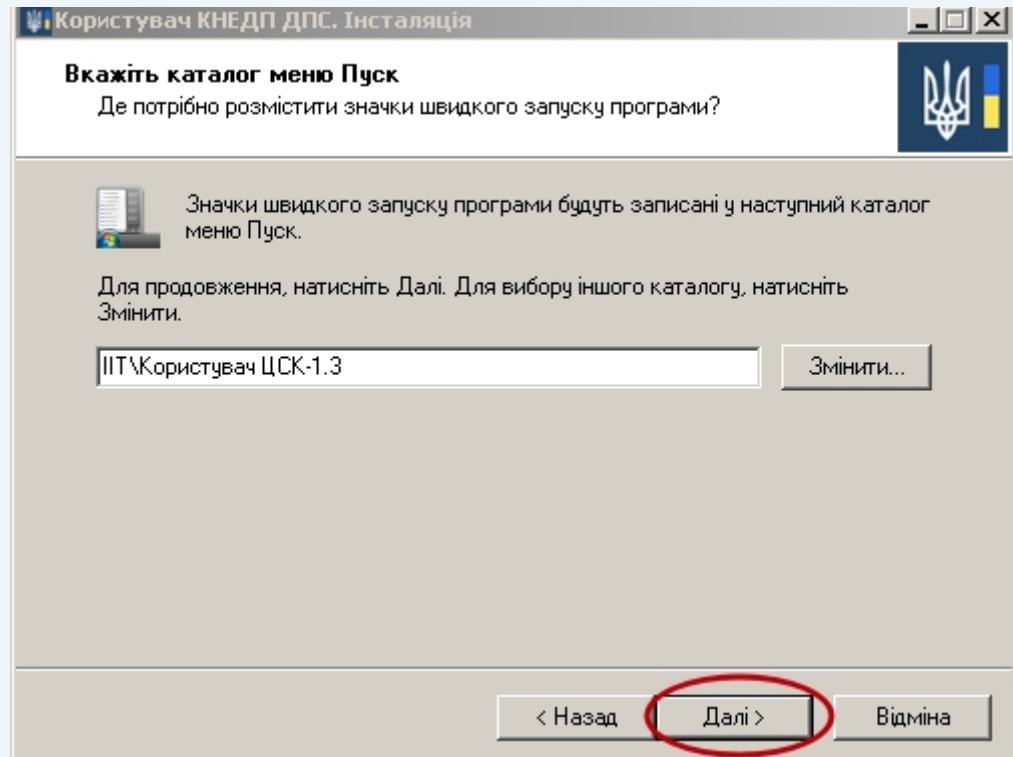 Користувач КНЕДП ДПС. Інсталяція
Вкажіть каталог меню Пуск
Де потрібно розмістити значки швидкого запуску програми?
Значки швидкого запуску програми будуть записані у наступний каталог
меню Пуск.
Для продовження, натисніть Далі. Для вибору іншого каталогу, натисніть
Змінити.
ІІТ\Користувач ЦСК-1.3
Змінити...
< Назад
Далі >
Відміна